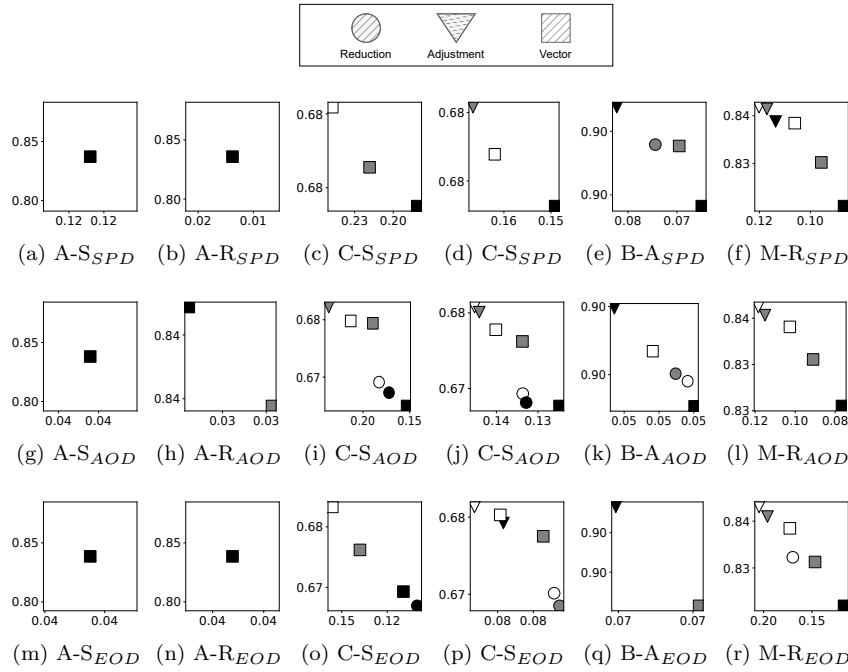 Reduction Adjustment Vector
0.85 0.85 0.68 0.68 0.90 0.84
0.80 0.80 0.68 0.68 0.90 0.83
0.12 0.12 0.02 0.01 0.23 0.20 0.16 0.15 0.08 0.07 0.12 0.10
(a) A-S_SPD (b) A-R_SPD (c) C-S_SPD (d) C-S_SPD (e) B-A_SPD (f) M-R_SPD
0.85 0.84 0.68 0.68 0.90 0.84
0.80 0.84 0.67 0.67 0.90 0.83
0.83
0.04 0.04 0.03 0.03 0.20 0.15 0.14 0.13 0.05 0.05 0.12 0.10 0.08
(g) A-S_AOD (h) A-R_AOD (i) C-S_AOD (j) C-S_AOD (k) B-A_AOD (l) M-R_AOD
0.85 0.85 0.68 0.68 0.90 0.84
0.80 0.80 0.67 0.67 0.90 0.83
0.04 0.04 0.04 0.04 0.15 0.12 0.08 0.08 0.07 0.07 0.20 0.15
(m) A-S_EOD (n) A-R_EOD (o) C-S_EOD (p) C-S_EOD (q) B-A_EOD (r) M-R_EOD